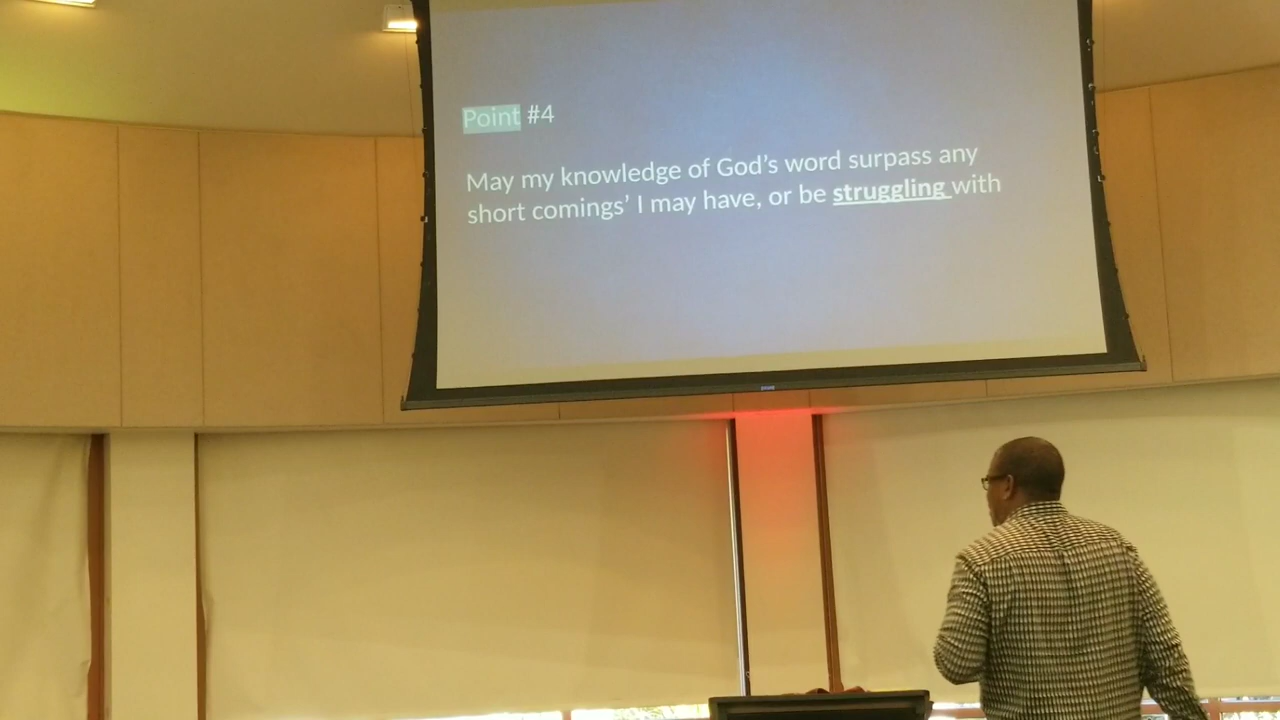 Point #4
May my knowledge of God's word surpass any
short comings' I may have, or be struggling with